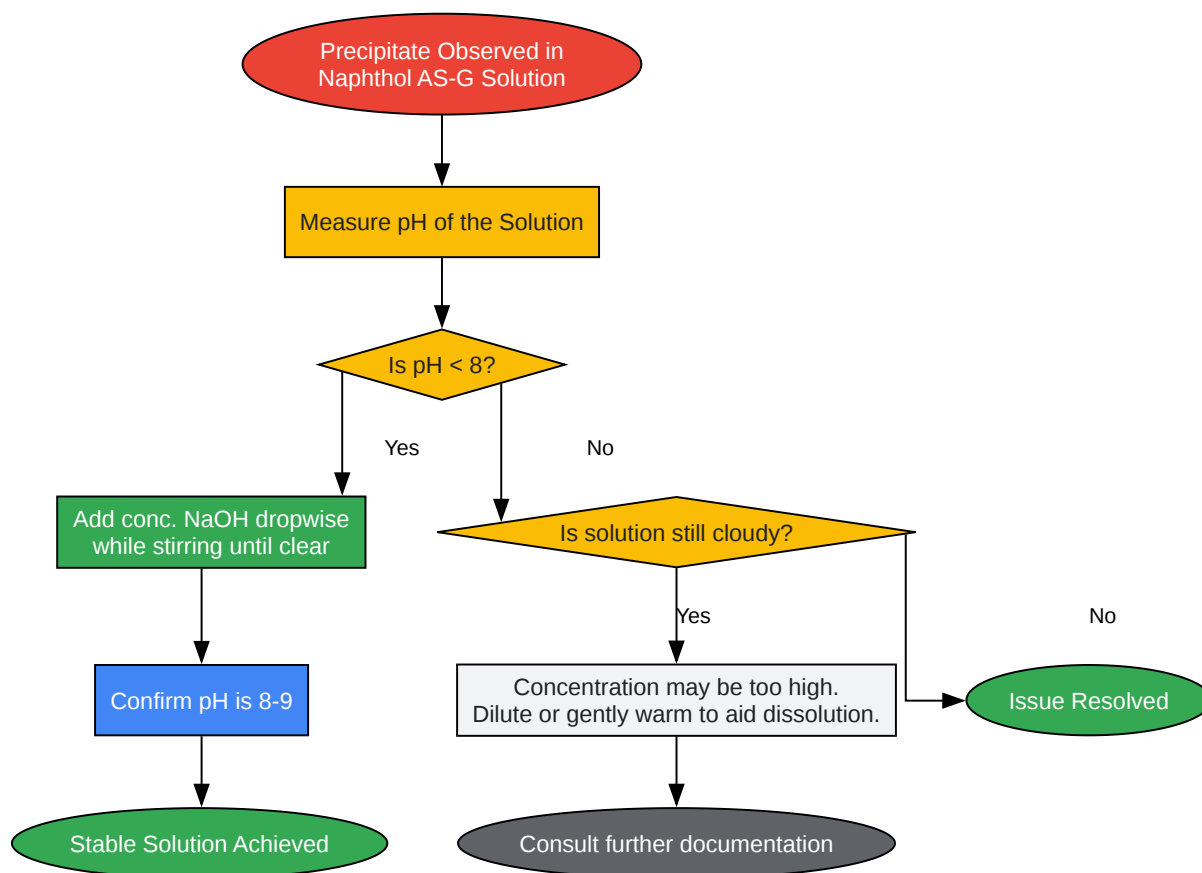 Precipitate Observed in
Naphthol AS-G Solution
Measure pH of the Solution
Is pH < 8?
Yes
No
Add conc. NaOH dropwise
while stirring until clear
Is solution still cloudy?
Yes
No
Confirm pH is 8-9
Concentration may be too high.
Dilute or gently warm to aid dissolution.
Issue Resolved
Stable Solution Achieved
Consult further documentation